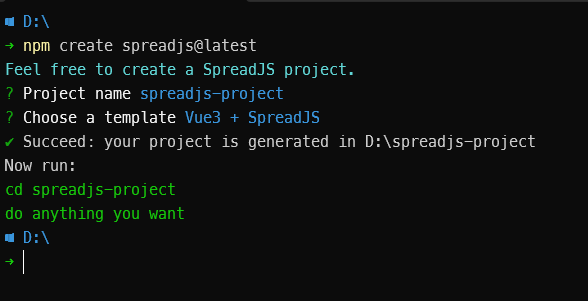 D:\
→ npm create spreadjs@latest
Feel free to create a SpreadJS project.
? Project name spreadjs-project
? Choose a template Vue3 + SpreadJS
✔ Succeed: your project is generated in D:\spreadjs-project
Now run:
cd spreadjs-project
do anything you want
D:\
→